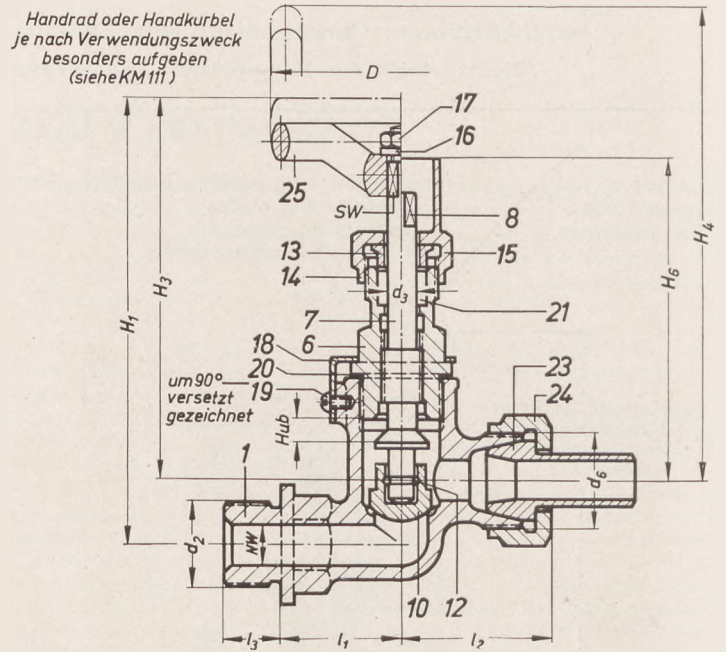 Handrad oder Handkurbel
je nach Verwendungszweck
besonders aufgeben
(siehe KM 111)
D
17
16
25
SW
8
H4
13
15
14
d3
H6
H1
H3
7
21
6
18
20
23
um 90°
versetzt
gezeichnet
19
24
Hub
1
d6
d2
NW
10
12
l3
l1
l2